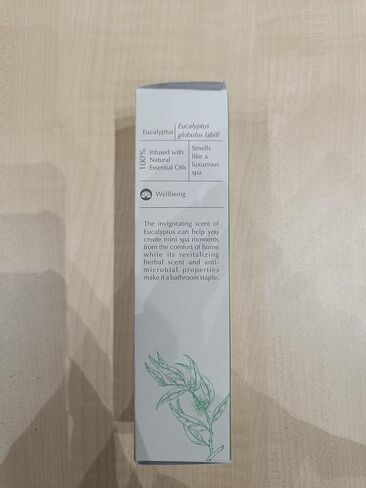 Eucalyptus
Eucalyptus
globulus labill
100%
Infused with
Natural
Essential Oils
Smells
like a
luxurious
spa
Wellbeing
The invigorating scent of
Eucalyptus can help you
create mini spa moments
from the comfort of home
while its revitalizing
herbal scent and anti-
microbial properties
make it a bathroom staple.